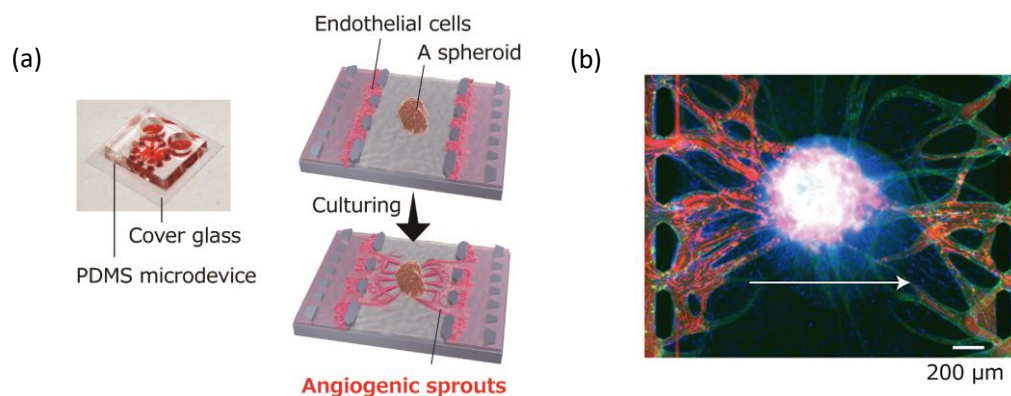 (a)
Endothelial cells
A spheroid
Cover glass
PDMS microdevice
Culturing
Angiogenic sprouts
(b)
200 µm